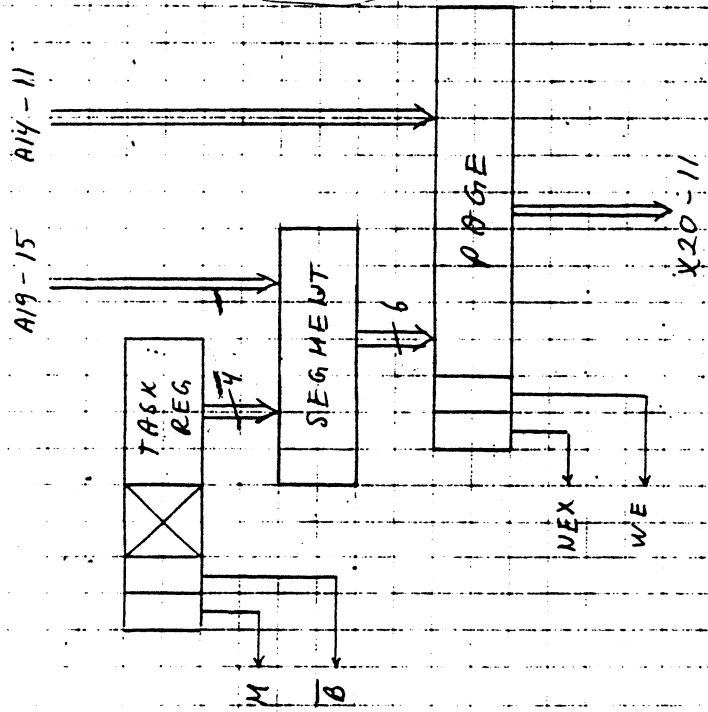 A14-11
A19-15
TASK
REG
4
SEGMENT
6
PAGE
X20-11
NEX
WE
M
B